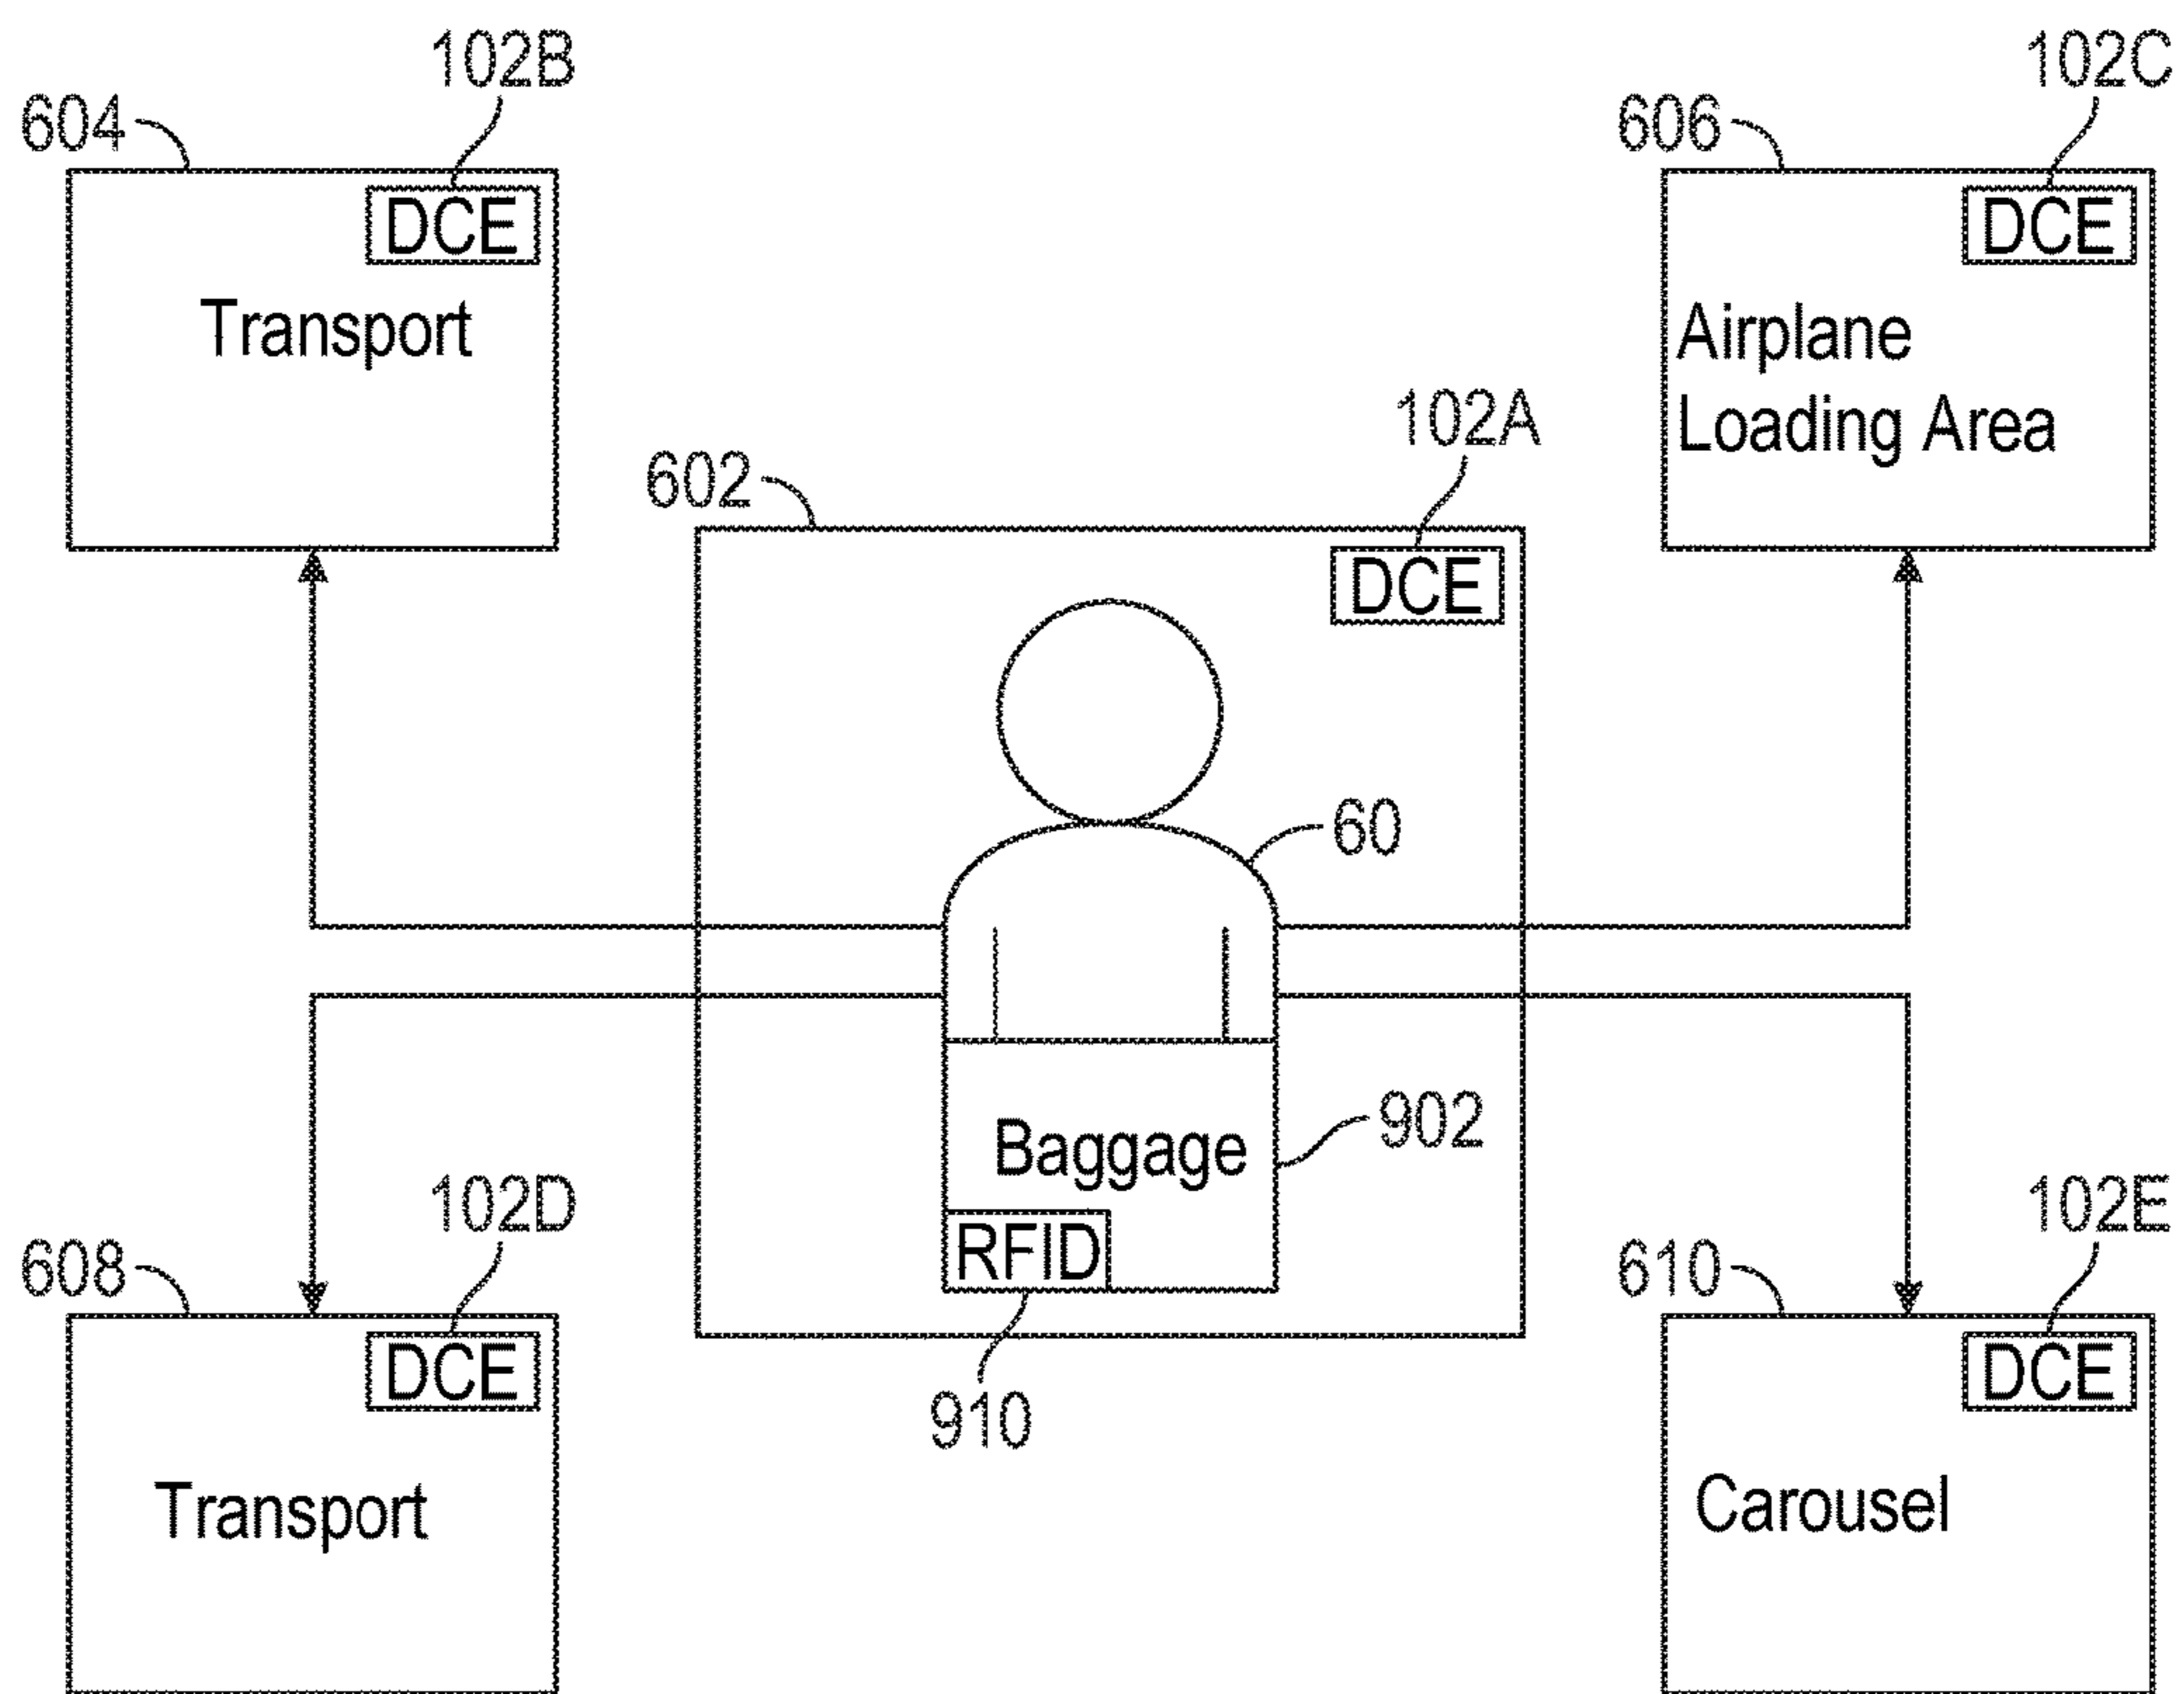 102B
604
DCE
Transport
102C
606
DCE
Airplane
Loading Area
102A
602
DCE
60
Baggage
902
RFID
910
102D
608
DCE
Transport
102E
610
DCE
Carousel